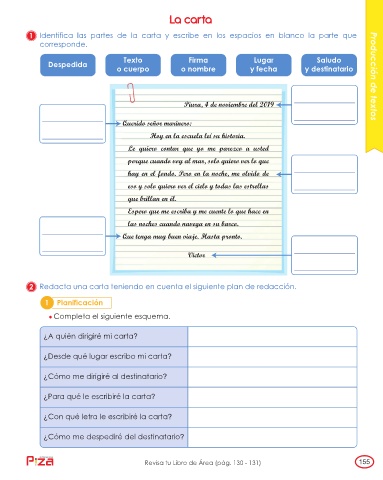 La carta
1 Identifica las partes de la carta y escribe en los espacios en blanco la parte que
corresponde.
Despedida
Texto
o cuerpo
Firma
o nombre
Lugar
y fecha
Saludo
y destinatario
Producción de textos
Piura, 4 de noviembre del 2019
Querido señor marinero:
Hoy en la escuela leí su historia.
Le quiero contar que yo me parezco a usted
porque cuando voy al mar, solo quiero ver lo que
hay en el fondo. Pero en la noche, me olvido de
eso y solo quiero ver el cielo y todas las estrellas
que brillan en él.
Espero que me escriba y me cuente lo que hace en
las noches cuando navega en su barco.
Que tenga muy buen viaje. Hasta pronto.
Víctor
2 Redacta una carta teniendo en cuenta el siguiente plan de redacción.
1 Planificación
• Completa el siguiente esquema.
¿A quién dirigiré mi carta?
¿Desde qué lugar escribo mi carta?
¿Cómo me dirigiré al destinatario?
¿Para qué le escribiré la carta?
¿Con qué letra le escribiré la carta?
¿Cómo me despediré del destinatario?
Revisa tu Libro de Área (pág. 130 - 131)
155